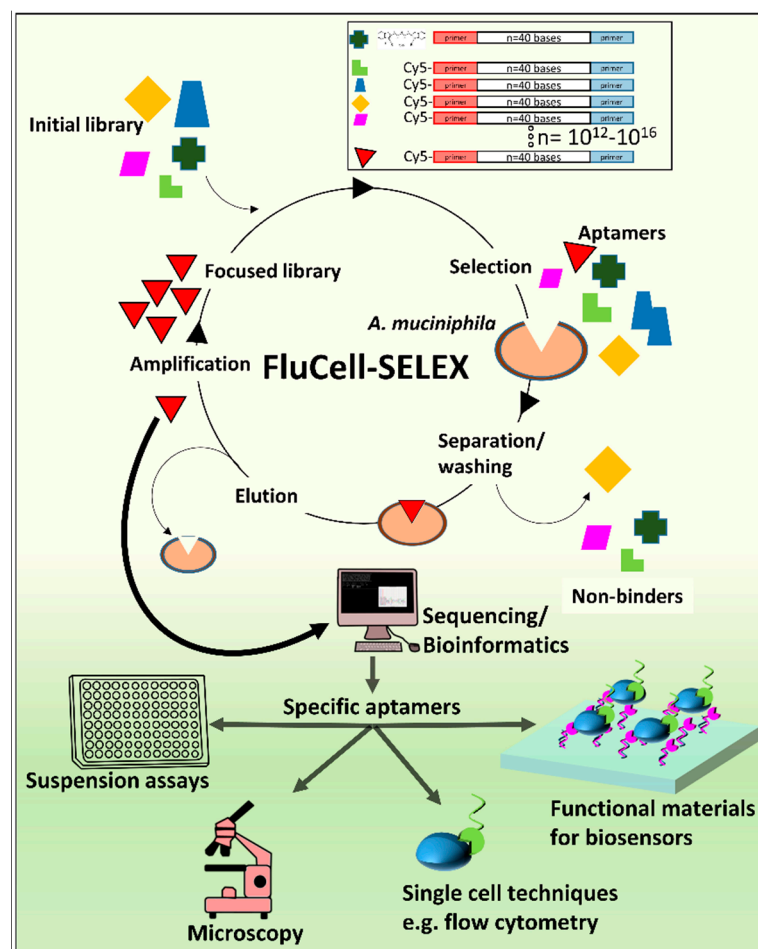 primer n=40 bases primer
Cy5- primer n=40 bases primer
Cy5- primer n=40 bases primer
Cy5- primer n=40 bases primer
Cy5- primer n=40 bases primer
n= 10¹²-10¹⁶
Cy5- primer n=40 bases primer
Initial library
Aptamers
Focused library
Selection
A. muciniphila
Amplification
FluCell-SELEX
Separation/
washing
Elution
Non-binders
Sequencing/
Bioinformatics
Specific aptamers
Suspension assays
Functional materials
for biosensors
Single cell techniques
e.g. flow cytometry
Microscopy